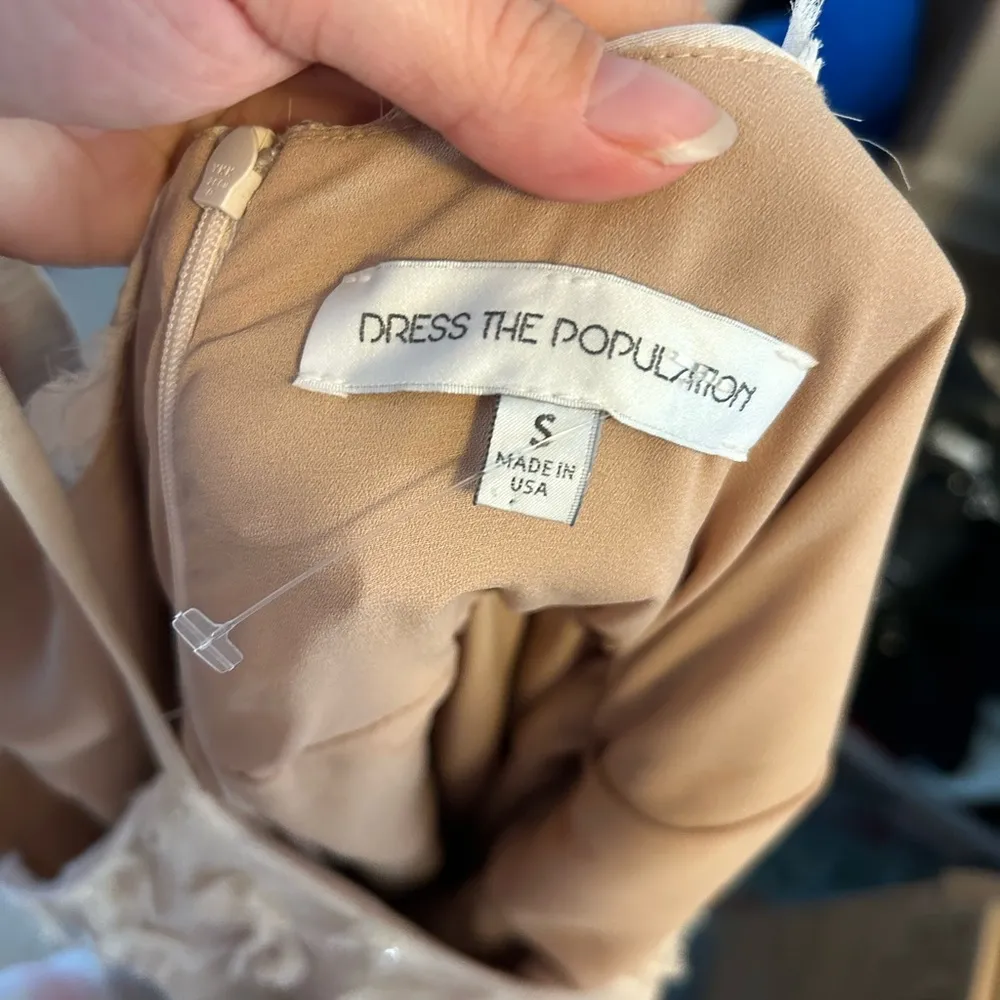 DRESS THE POPULATION
S
MADE IN
USA